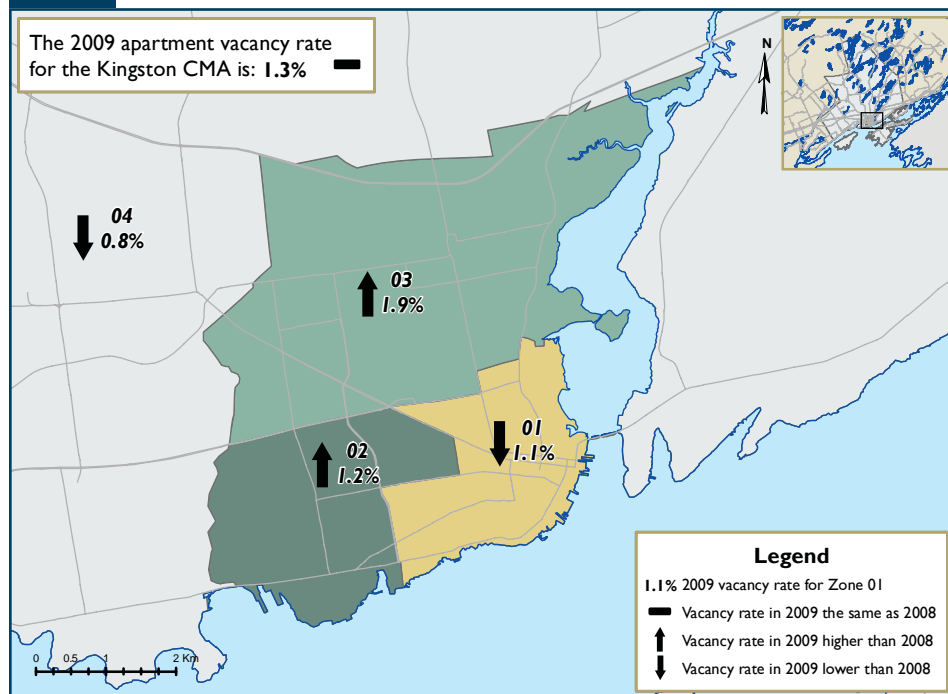 The 2009 apartment vacancy rate
for the Kingston CMA is: 1.3%
N
04
0.8%
03
1.9%
01
1.1%
02
1.2%
Legend
1.1% 2009 vacancy rate for Zone 01
Vacancy rate in 2009 the same as 2008
Vacancy rate in 2009 higher than 2008
Vacancy rate in 2009 lower than 2008
0 0.5 1 2 Km